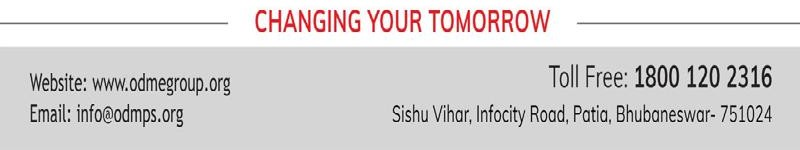 CHANGING YOUR TOMORROW
Website: www.odmegroup.org
Toll Free: 1800 120 2316
Email: info@odmps.org
Sishu Vihar, Infocity Road, Patia, Bhubaneswar- 751024